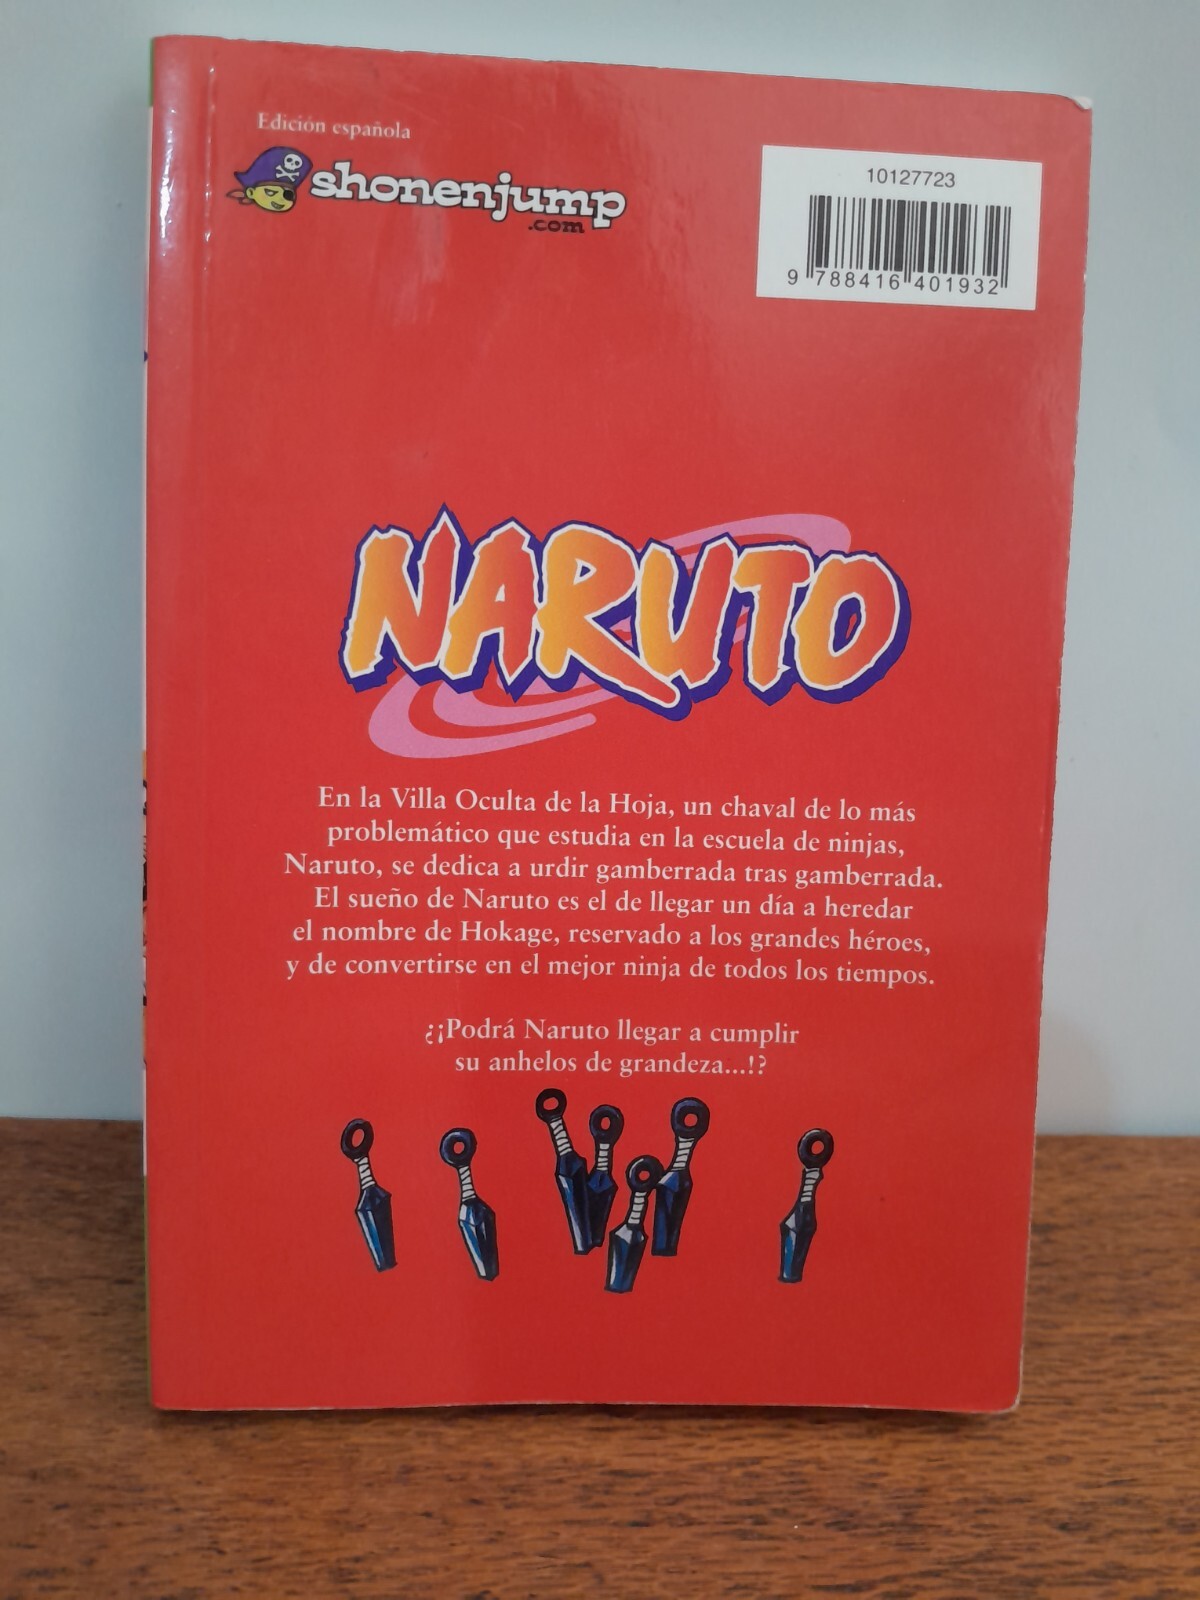 Edición española
shonenjump
.com
10127723
9 788416 401932
NARUTO
En la Villa Oculta de la Hoja, un chaval de lo más
problemático que estudia en la escuela de ninjas,
Naruto, se dedica a urdir gamberrada tras gamberrada.
El sueño de Naruto es el de llegar un día a heredar
el nombre de Hokage, reservado a los grandes héroes,
y de convertirse en el mejor ninja de todos los tiempos.
¿¡¡Podrá Naruto llegar a cumplir
su anhelos de grandeza...!?